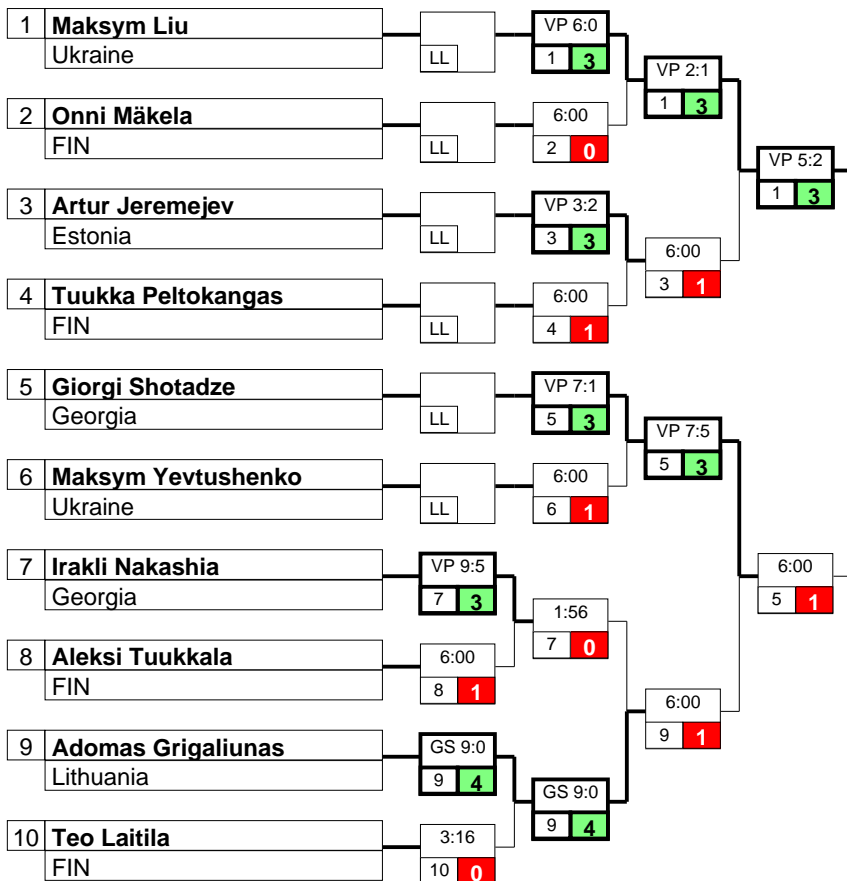 1 Maksym Liu
Ukraine
LL
VP 6:0
1 3
VP 2:1
1 3
2 Onni Mäkela
FIN
LL
6:00
2 0
VP 5:2
1 3
3 Artur Jeremejev
Estonia
LL
VP 3:2
3 3
6:00
3 1
4 Tuukka Peltokangas
FIN
LL
6:00
4 1
5 Giorgi Shotadze
Georgia
LL
VP 7:1
5 3
VP 7:5
5 3
6 Maksym Yevtushenko
Ukraine
LL
6:00
6 1
7 Irakli Nakashia
Georgia
VP 9:5
7 3
6:00
5 1
1:56
7 0
8 Aleksi Tuukkala
FIN
6:00
8 1
6:00
9 1
9 Adomas Grigaliunas
Lithuania
GS 9:0
9 4
GS 9:0
9 4
10 Teo Laitila
FIN
3:16
10 0